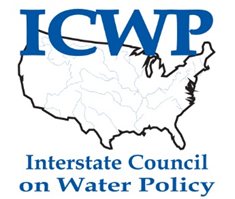 ICWP
Interstate Council
on Water Policy